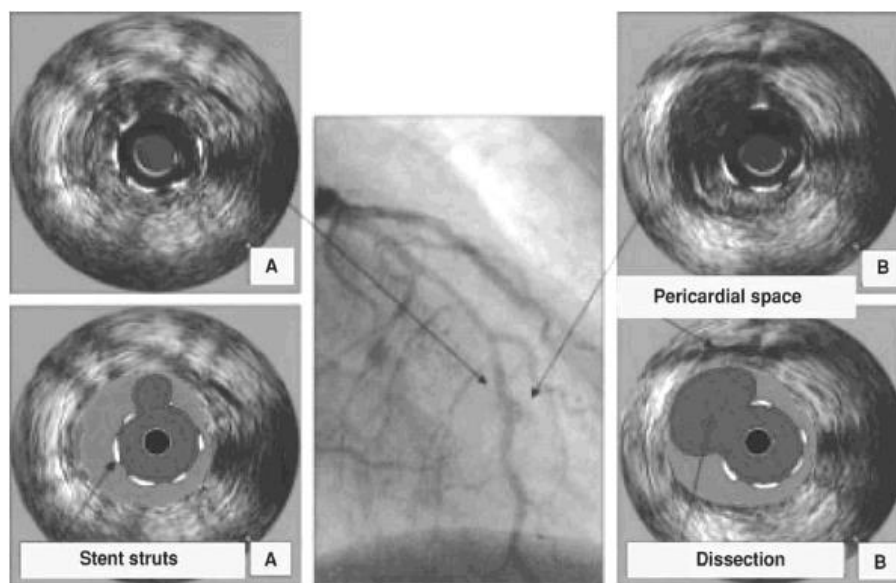 A
B
Pericardial space
Stent struts
A
Dissection
B